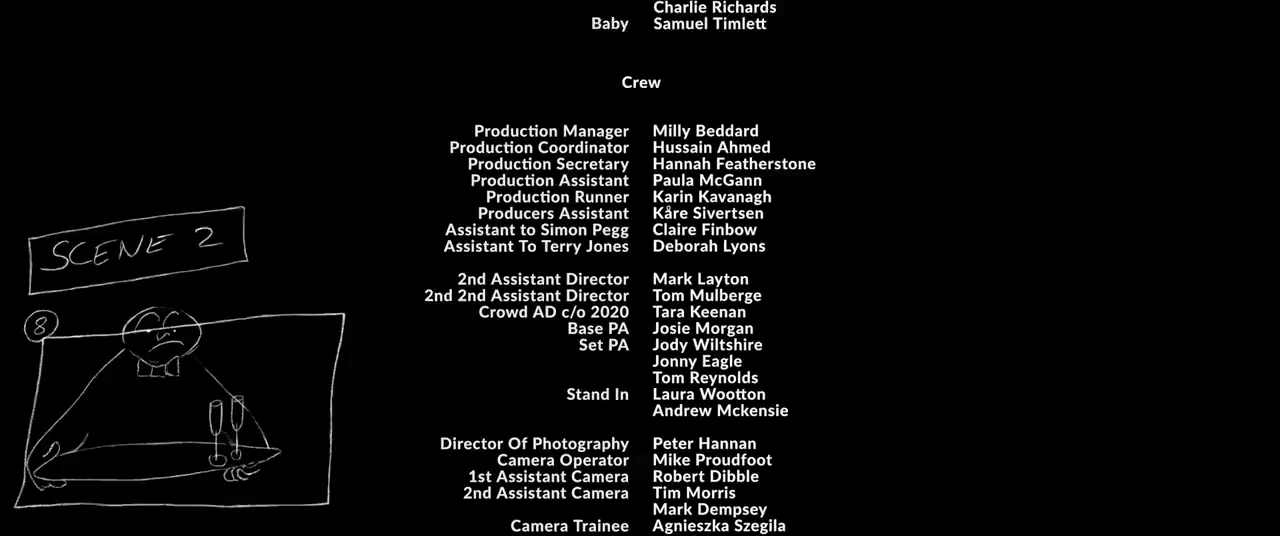 Charlie Richards
Baby Samuel Timlett
Crew
Production Manager Milly Beddard
Production Coordinator Hussain Ahmed
Production Secretary Hannah Featherstone
Production Assistant Paula McGann
Production Runner Karin Kavanagh
Producers Assistant Kåre Sivertsen
Assistant to Simon Pegg Claire Finbow
Assistant To Terry Jones Deborah Lyons
2nd Assistant Director Mark Layton
2nd 2nd Assistant Director Tom Mulberge
Crowd AD c/o 2020 Tara Keenan
Base PA Josie Morgan
Set PA Jody Wiltshire
Jonny Eagle
Tom Reynolds
Stand In Laura Wootton
Andrew Mckensie
Director Of Photography Peter Hannan
Camera Operator Mike Proudfoot
1st Assistant Camera Robert Dibble
2nd Assistant Camera Tim Morris
Mark Dempsey
Camera Trainee Agnieszka Szegila
SCENE 2
8